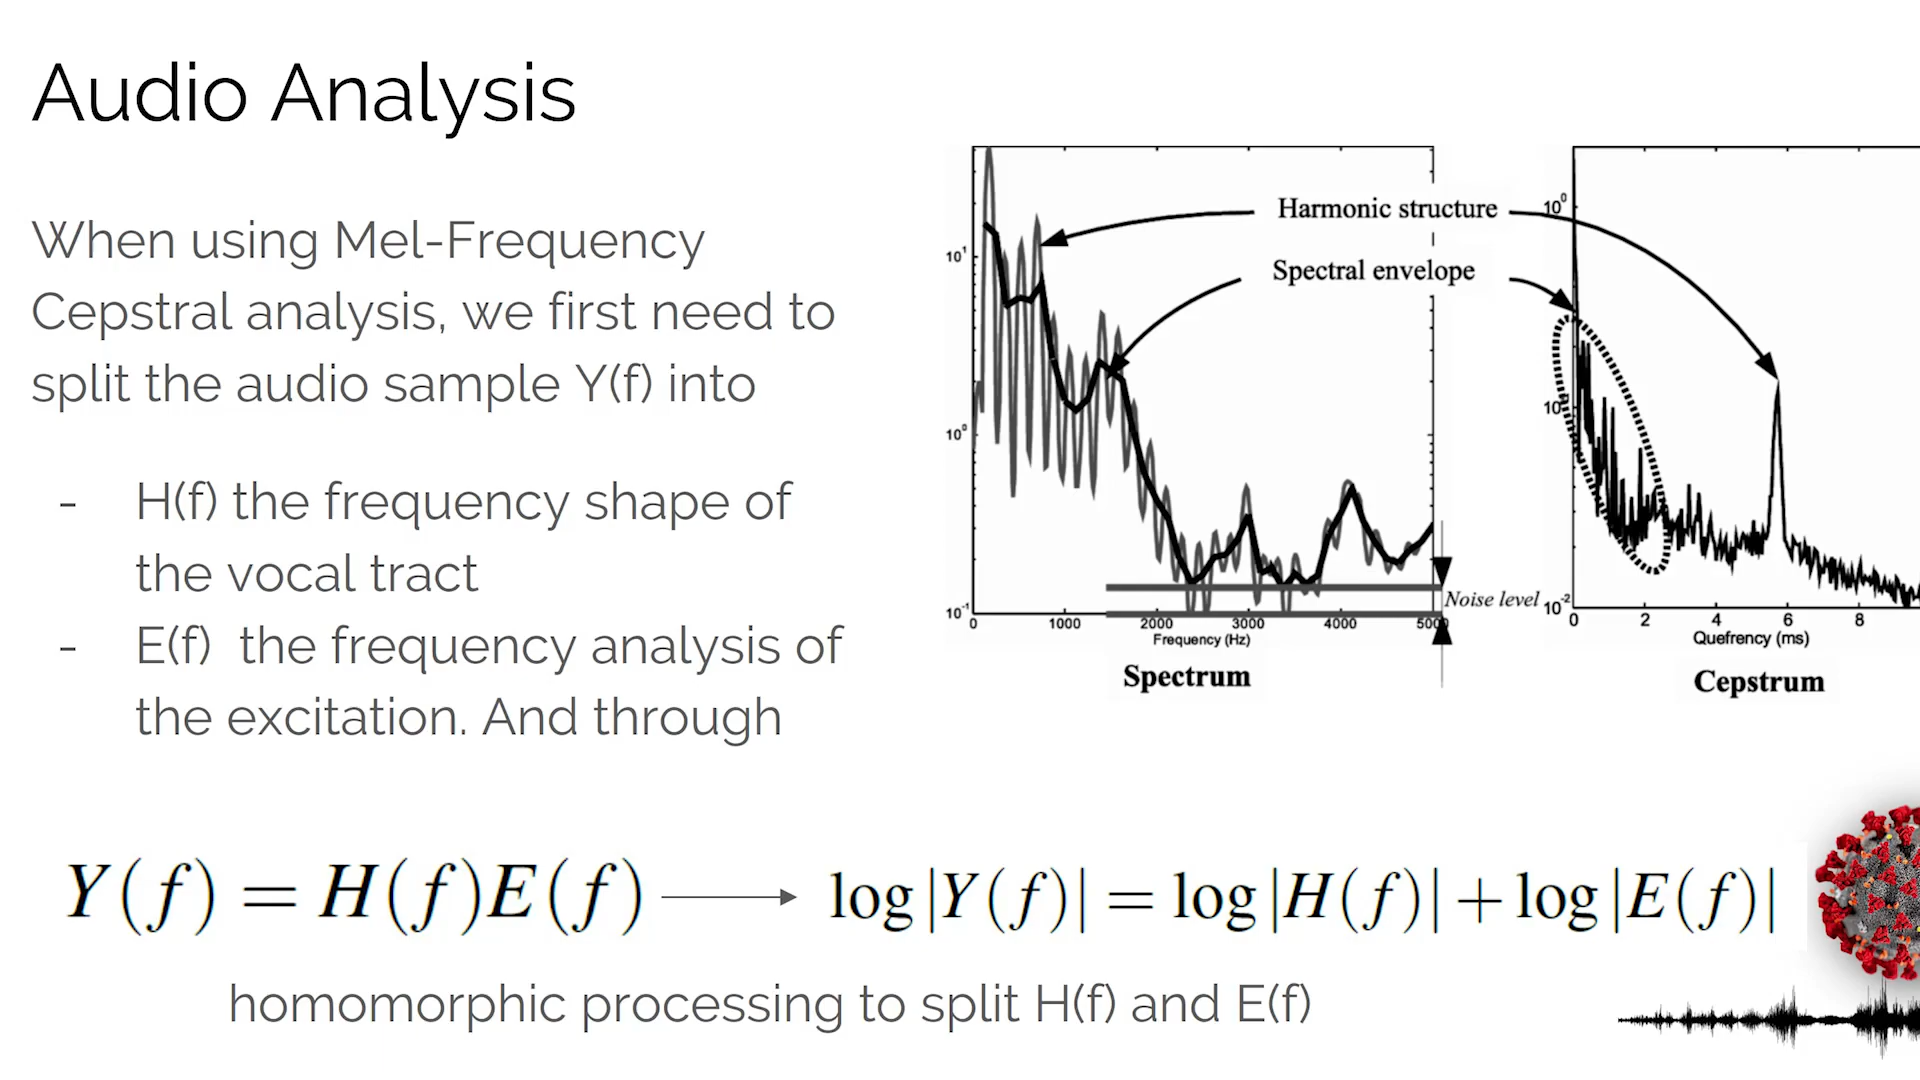 Audio Analysis
When using Mel-Frequency
Cepstral analysis, we first need to
split the audio sample Y(f) into
- H(f) the frequency shape of
the vocal tract
- E(f) the frequency analysis of
the excitation. And through
Harmonic structure
Spectral envelope
10¹
10⁰
10⁻¹
0 1000 2000 3000 4000 5000
Frequency (Hz)
Spectrum
Noise level
10⁰
10⁻²
0 2 4 6 8
Quefrency (ms)
Cepstrum
Y(f) = H(f)E(f) → log|Y(f)| = log|H(f)| + log|E(f)|
homomorphic processing to split H(f) and E(f)